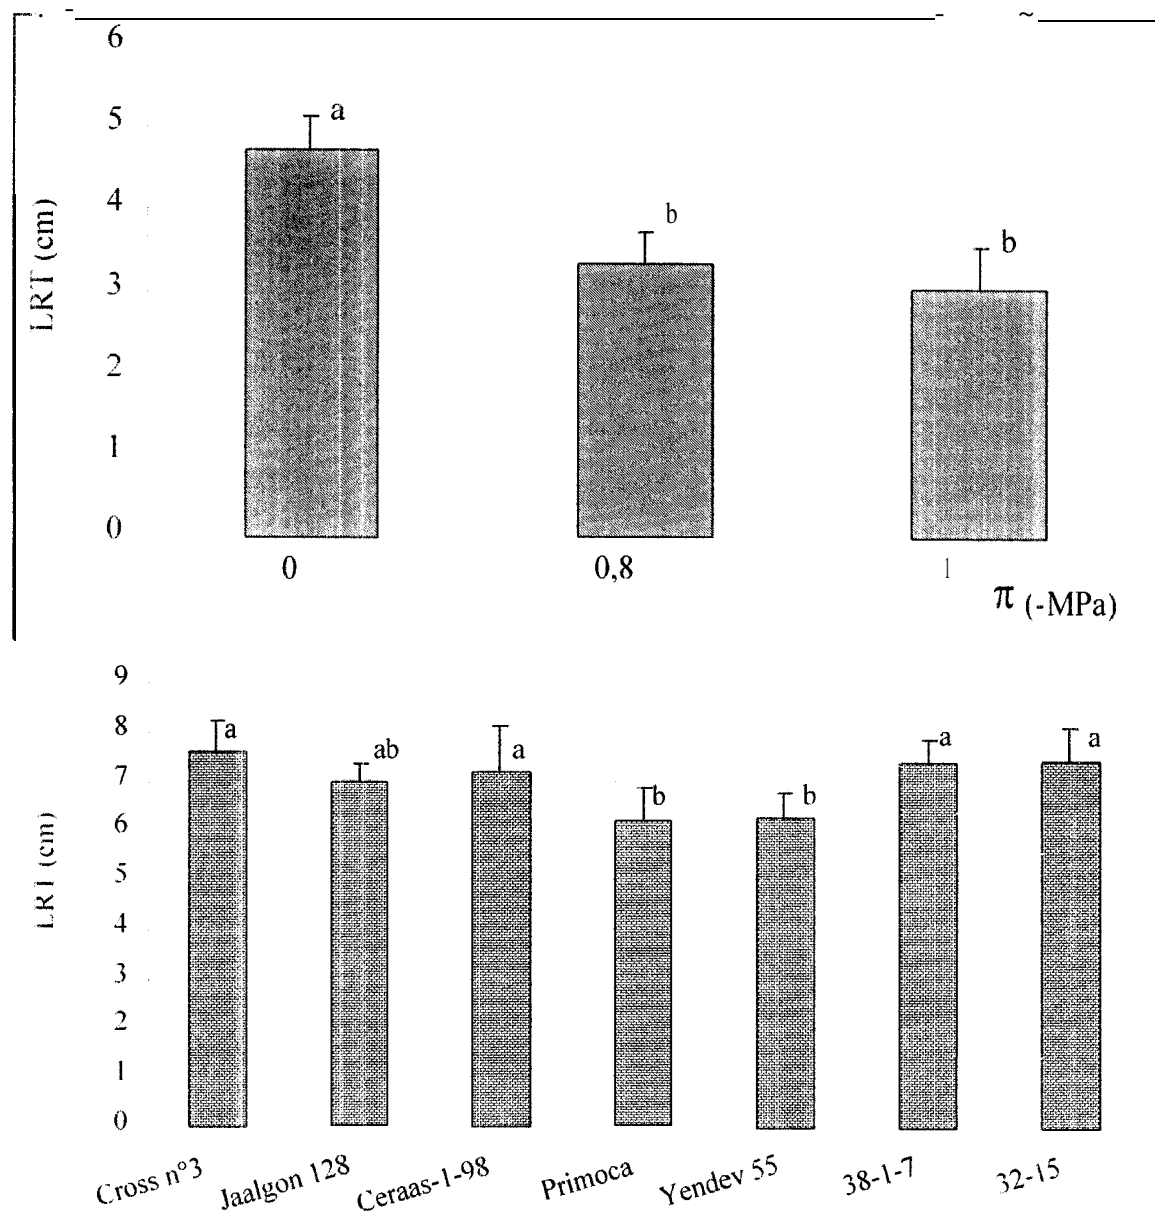 6
5
a
4
b
b
3
2
1
0
LRT (cm)
0 0,8 1
π (-MPa)
9
8
a
ab
a
a
a
7
b
b
6
5
4
3
2
1
0
LRT (cm)
Cross n°3 Jaalgon 128 Ceraas-1-98 Primoca Yendev 55 38-1-7 32-15